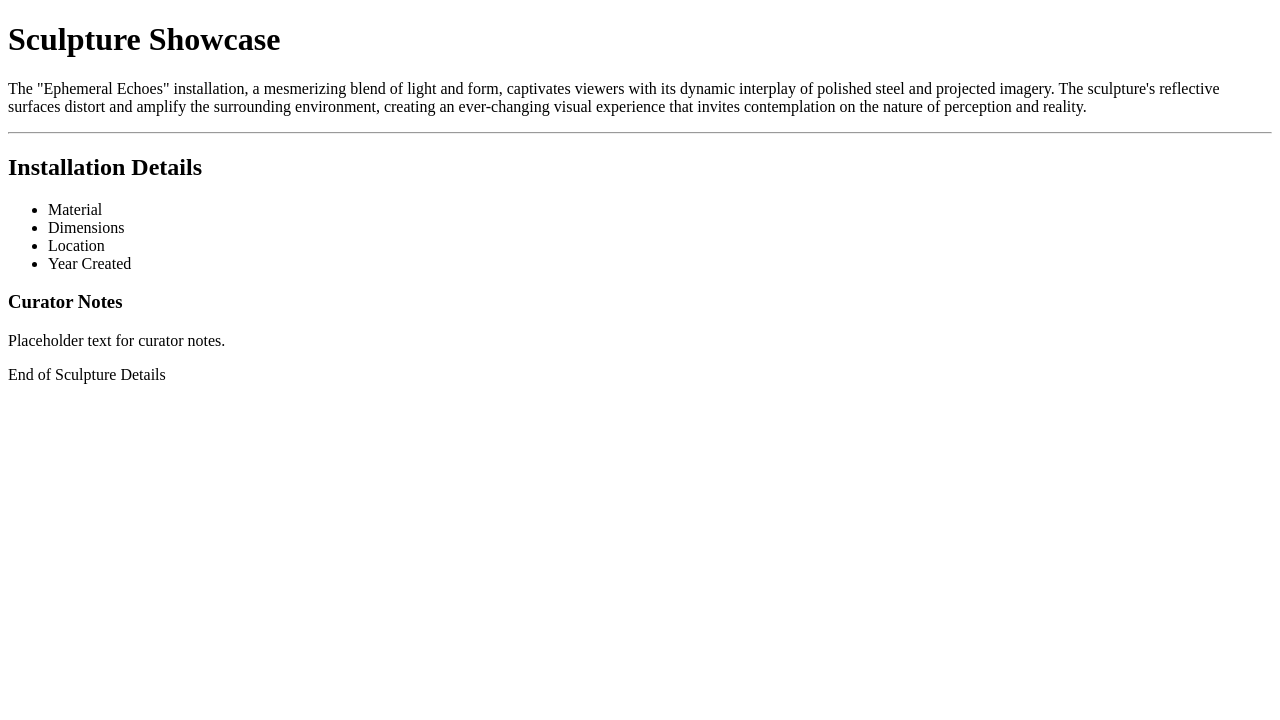 Sculpture Showcase
The "Ephemeral Echoes" installation, a mesmerizing blend of light and form, captivates viewers with its dynamic interplay of polished steel and projected imagery. The sculpture's reflective
surfaces distort and amplify the surrounding environment, creating an ever-changing visual experience that invites contemplation on the nature of perception and reality.
Installation Details
Material
Dimensions
Location
Year Created
Curator Notes
Placeholder text for curator notes.
End of Sculpture Details